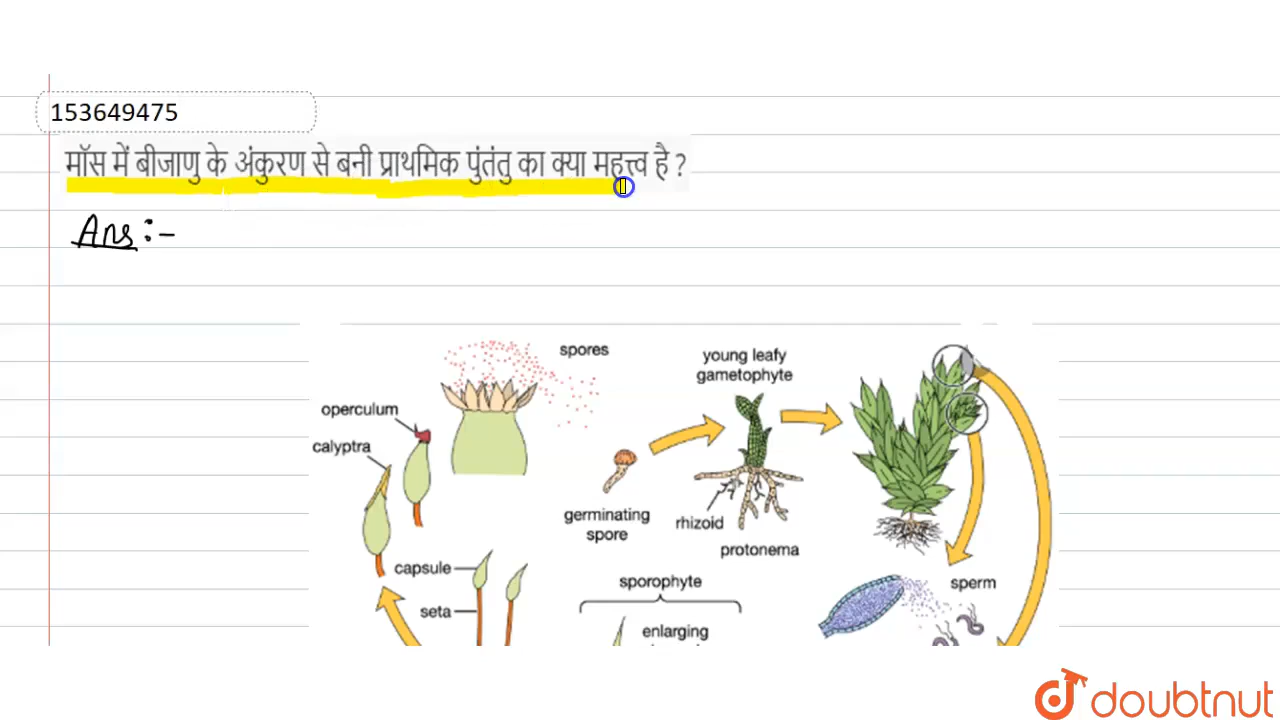 153649475
मॉस में बीजाणु के अंकुरण से बनी प्राथमिक पुंतंतु का क्या महत्त्व है ?
Ans :-
spores
young leafy
gametophyte
operculum
calyptra
germinating
spore
rhizoid
protonema
capsule
sporophyte
sperm
seta
enlarging
doubtnut